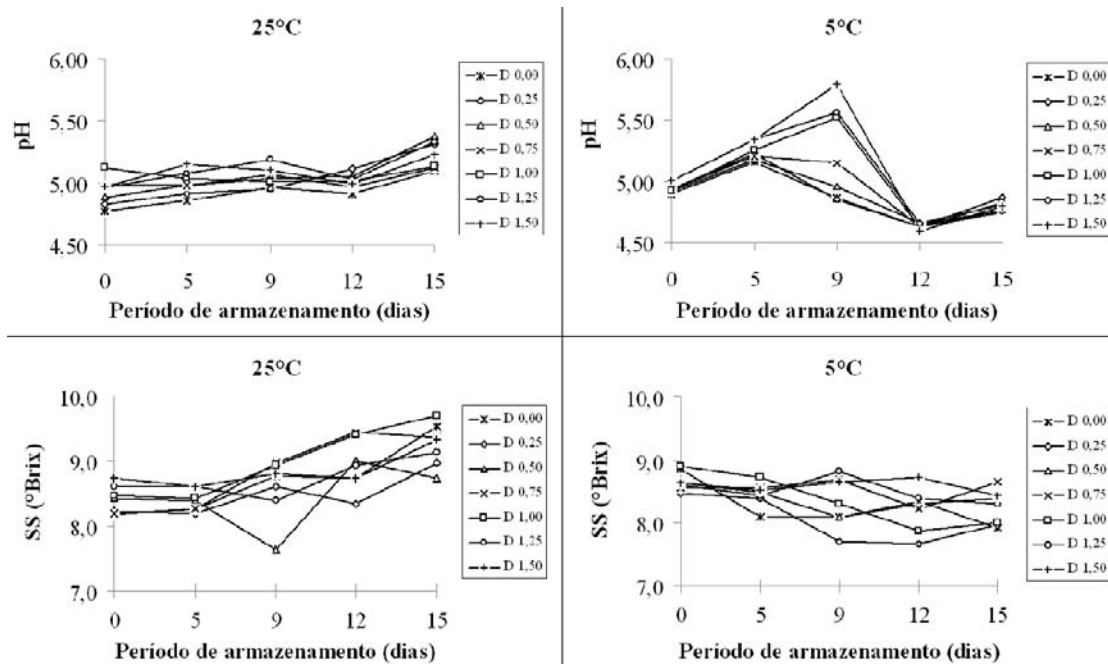 25°C
6,00
5,50
5,00
4,50
pH
0 5 9 12 15
Período de armazenamento (dias)
D 0,00
D 0,25
D 0,50
D 0,75
D 1,00
D 1,25
D 1,50
5°C
6,00
5,50
5,00
4,50
pH
0 5 9 12 15
Período de armazenamento (dias)
D 0,00
D 0,25
D 0,50
D 0,75
D 1,00
D 1,25
D 1,50
25°C
10,0
9,0
8,0
7,0
SS (°Brix)
0 5 9 12 15
Período de armazenamento (dias)
D 0,00
D 0,25
D 0,50
D 0,75
D 1,00
D 1,25
D 1,50
5°C
10,0
9,0
8,0
7,0
SS (°Brix)
0 5 9 12 15
Período de armazenamento (dias)
D 0,00
D 0,25
D 0,50
D 0,75
D 1,00
D 1,25
D 1,50